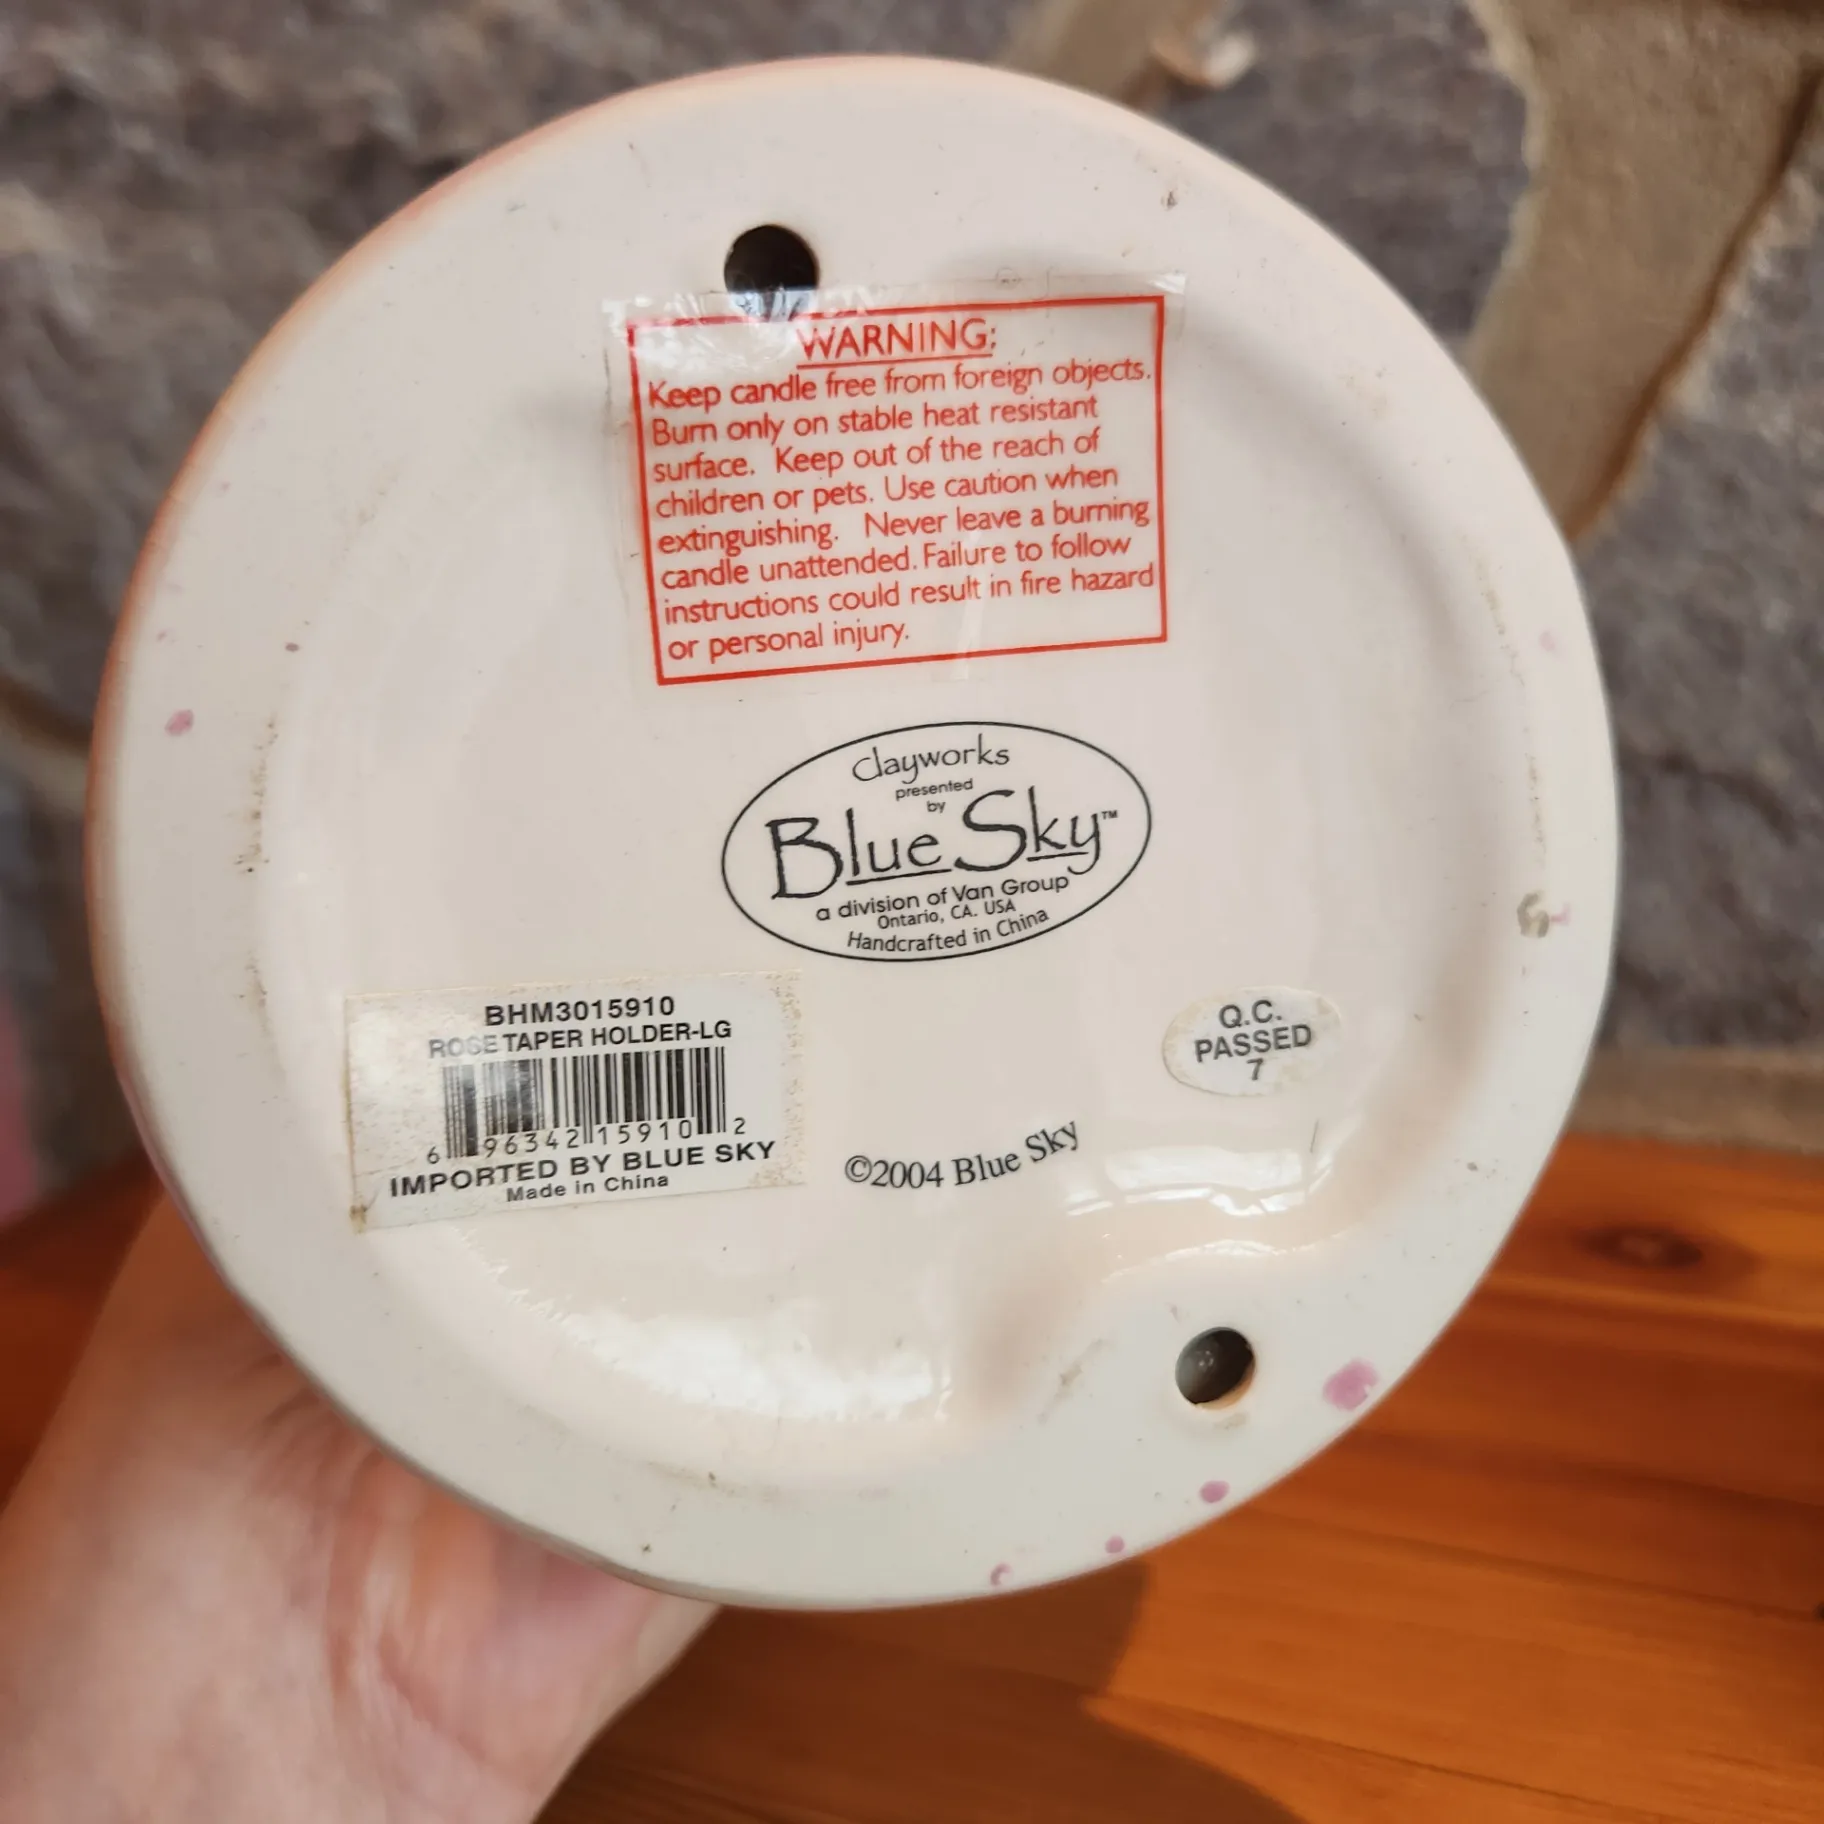 WARNING:
Keep candle free from foreign objects.
Burn only on stable heat resistant
surface. Keep out of the reach of
children or pets. Use caution when
extinguishing. Never leave a burning
candle unattended. Failure to follow
instructions could result in fire hazard
or personal injury.
Clayworks
presented
by
Blue Sky™
a division of Van Group
Ontario, CA. USA
Handcrafted in China
BHM3015910
ROSE TAPER HOLDER-LG
6 96342 15910 2
IMPORTED BY BLUE SKY
Made in China
Q.C.
PASSED
7
©2004 Blue Sky